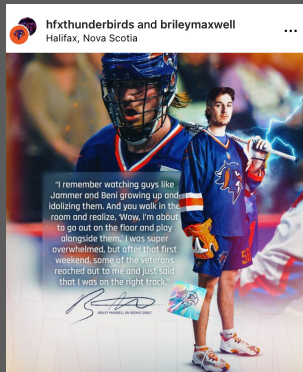 hfxthunderbirds and brileymaxwell
Halifax, Nova Scotia
"I remember watching guys like
Jammer and Beni growing up and
idolizing them. And you walk in the
room and realize, 'Wow, I'm about
to go out on the floor and play
alongside them.' I was super
overwhelmed, but after that first
weekend, some of the veterans
reached out to me and just said
that I was on the right track."
BRILEY MAXWELL ON ROOKIE DEBUT